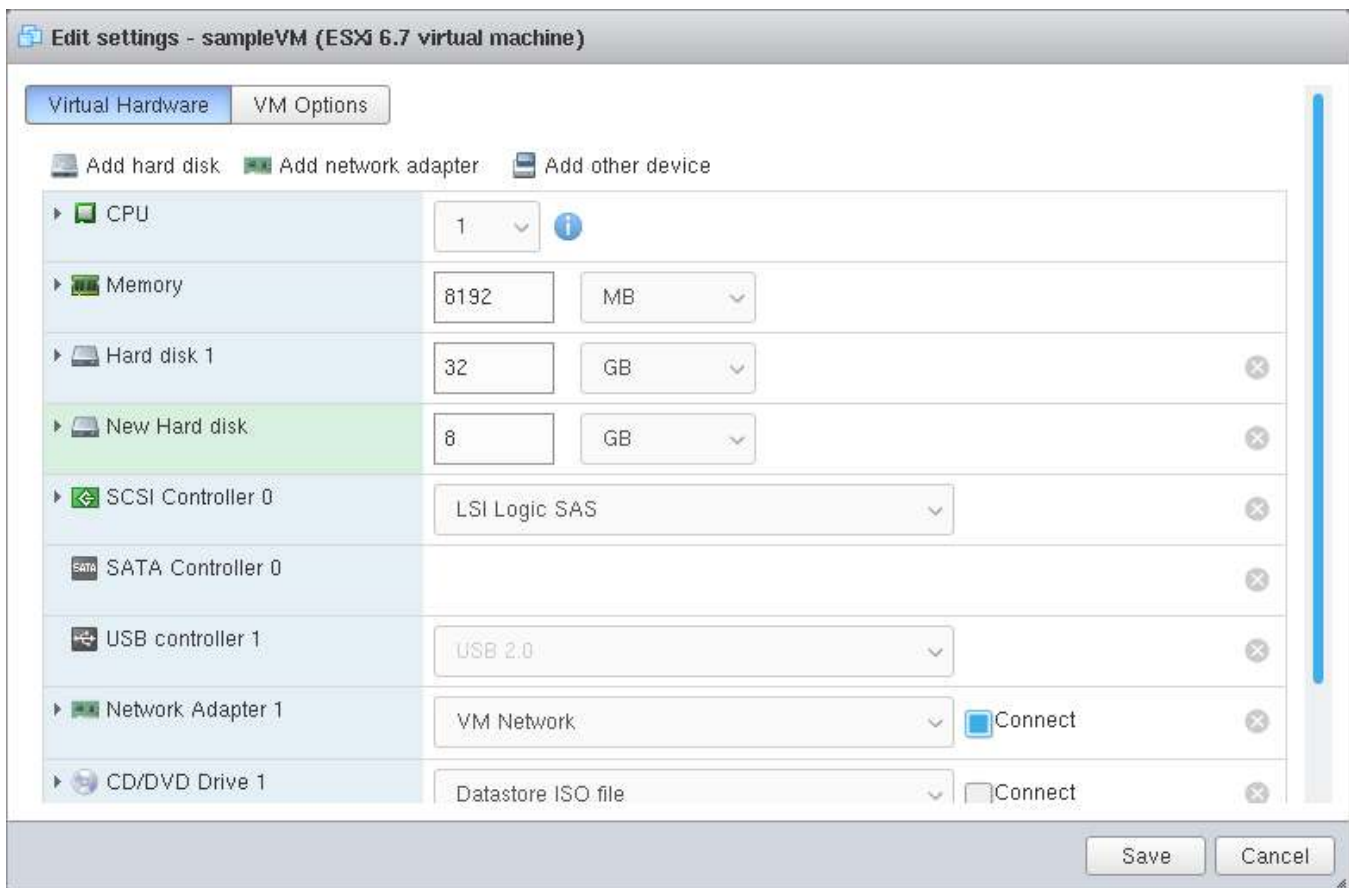 Edit settings - sampleVM (ESXi 6.7 virtual machine)
Virtual Hardware VM Options
Add hard disk Add network adapter Add other device
CPU 1 i
Memory 8192 MB
Hard disk 1 32 GB
New Hard disk 8 GB
SCSI Controller 0 LSI Logic SAS
SATA SATA Controller 0
USB controller 1 USB 2.0
Network Adapter 1 VM Network Connect
CD/DVD Drive 1 Datastore ISO file Connect
Save Cancel